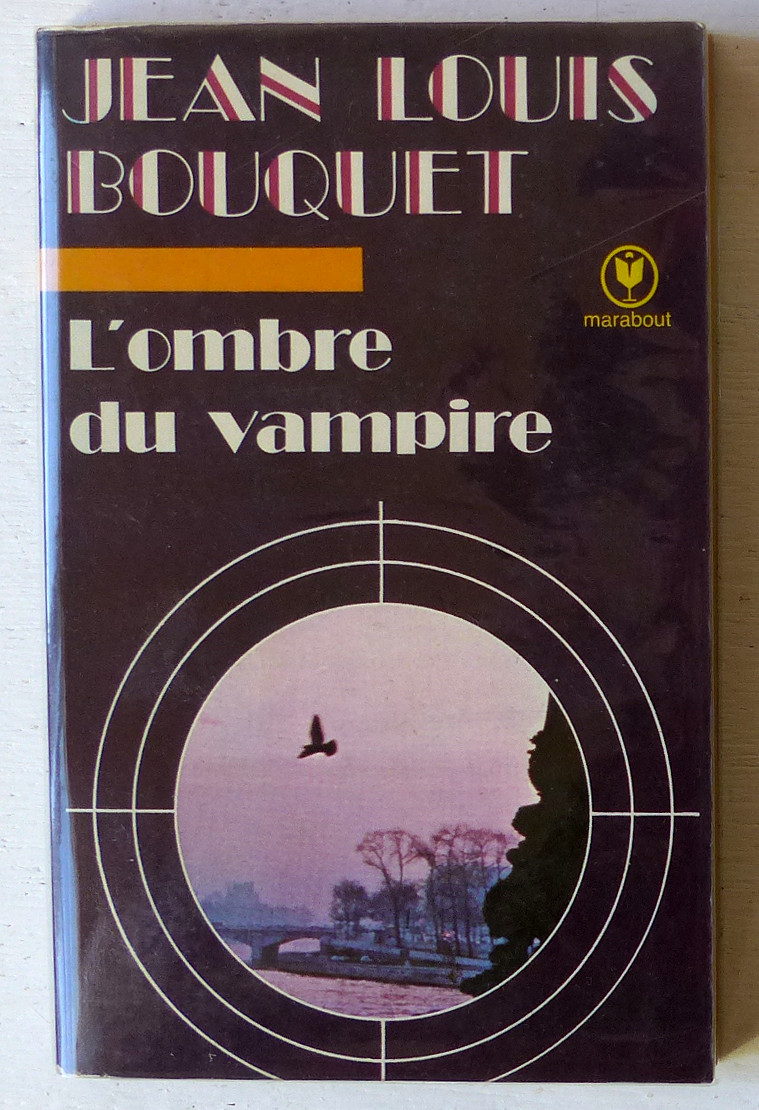 JEAN LOUIS
BOUQUET
marabout
L'ombre
du vampire